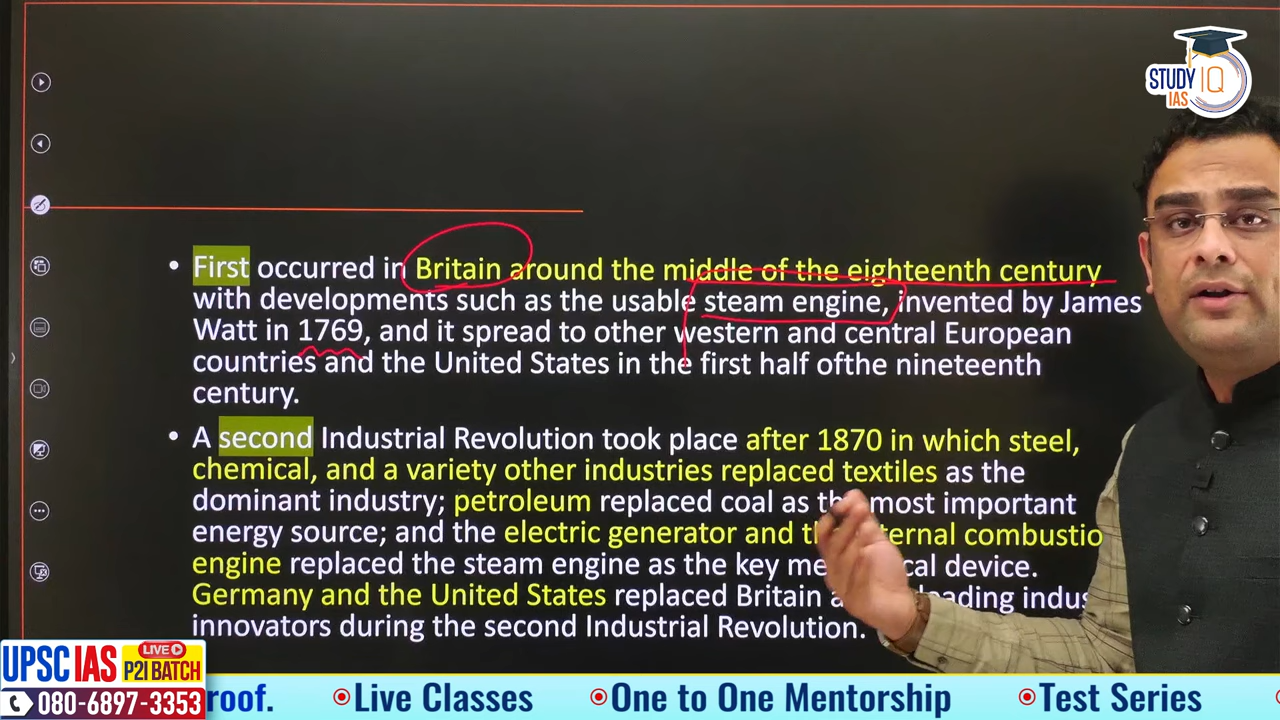 STUDY IQ
IAS
• First occurred in Britain around the middle of the eighteenth century
with developments such as the usable steam engine, invented by James
Watt in 1769, and it spread to other western and central European
countries and the United States in the first half ofthe nineteenth
century.
• A second Industrial Revolution took place after 1870 in which steel,
chemical, and a variety other industries replaced textiles as the
dominant industry; petroleum replaced coal as the most important
energy source; and the electric generator and combustio
engine replaced the steam engine as the key device.
Germany and the United States replaced Britain
innovators during the second Industrial Revolution.
UPSC IAS LIVE P2I BATCH
080-6897-3353
roof. Live Classes One to One Mentorship Test Series